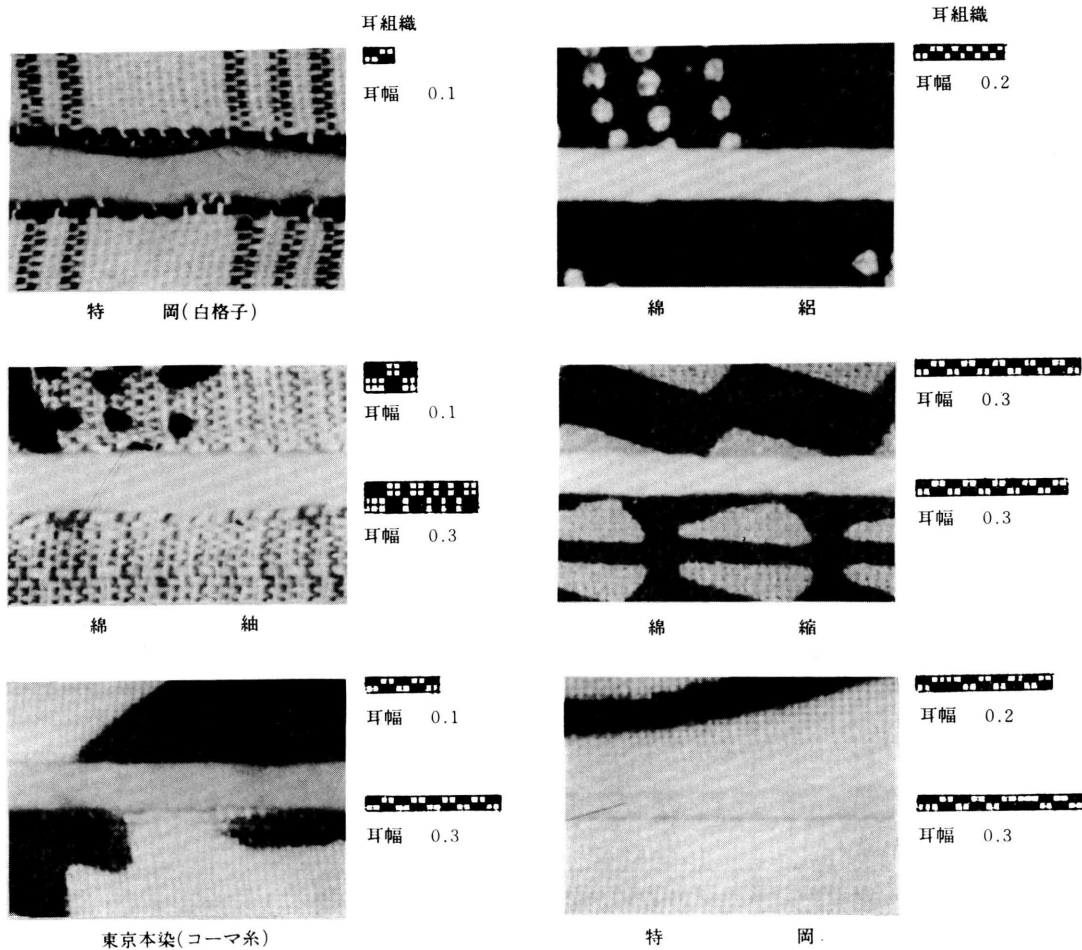 耳組織
耳幅 0.1
特 岡(白格子)
耳組織
耳幅 0.2
綿 絽
耳幅 0.1
耳幅 0.3
綿 紬
0.3
耳幅 0.3
綿 縮
耳幅 0.1
耳幅 0.3
東京本染(コーマ糸)
耳幅 0.2
耳幅 0.3
特 岡